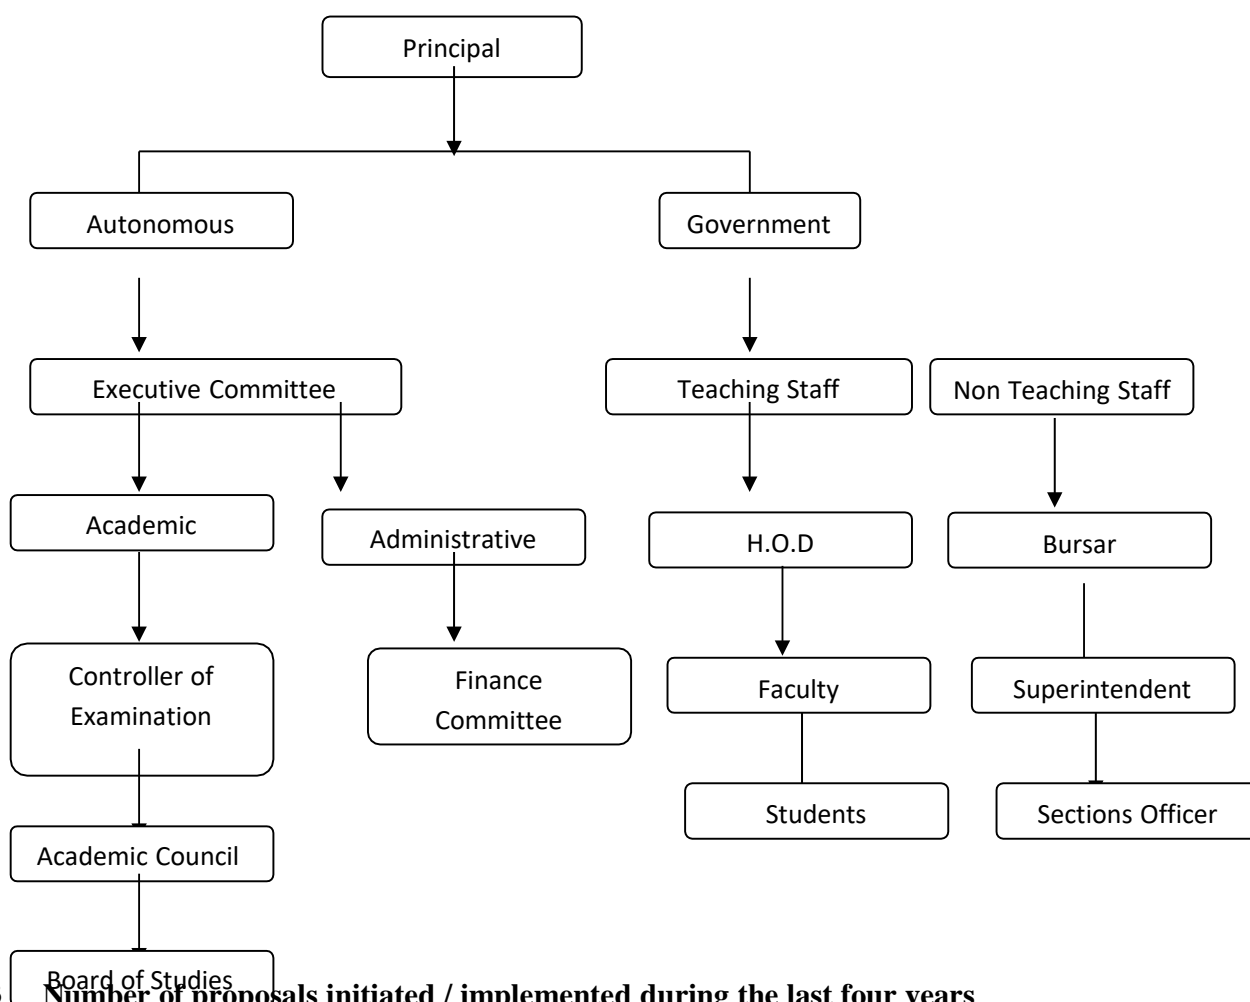 Principal
Autonomous
Government
Executive Committee
Teaching Staff
Non Teaching Staff
Academic
Administrative
H.O.D
Bursar
Controller of
Examination
Finance
Committee
Faculty
Superintendent
Students
Sections Officer
Academic Council
Board of Studies
Number of proposals initiated / implemented during the last four years